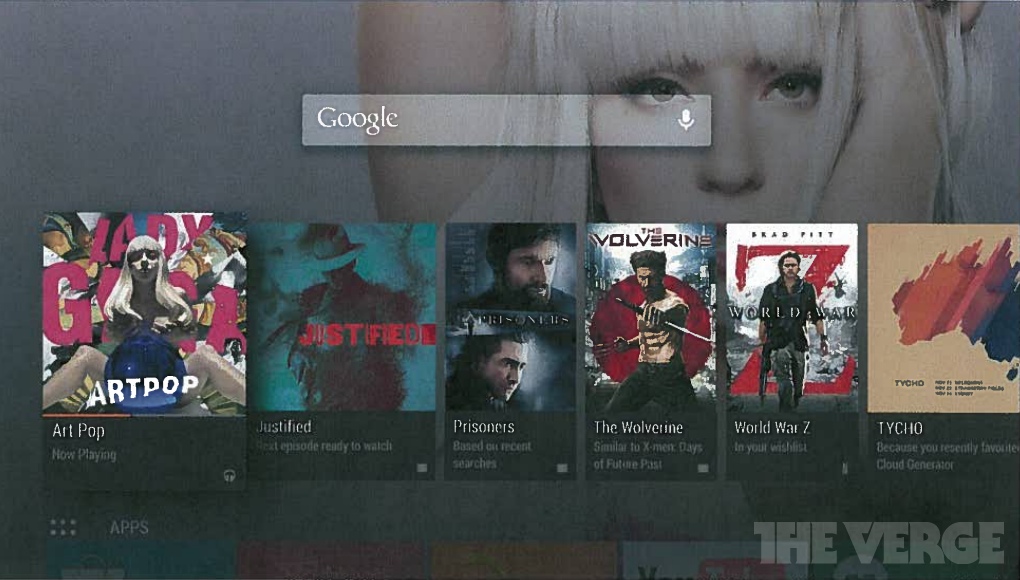 Google
LADY
GAGA
ARTPOP
JUSTIFIED
PRISONERS
THE
WOLVERINE
BRAD PITT
WORLD WAR
Z
TYCHO
Art Pop
Now Playing
Justified
Next episode ready to watch
Prisoners
Based on recent
searches
The Wolverine
Similar to X-men: Days
of Future Past
World War Z
In your wishlist
TYCHO
Because you recently favorite
Cloud Generator
APPS
You Tube
THE VERGE